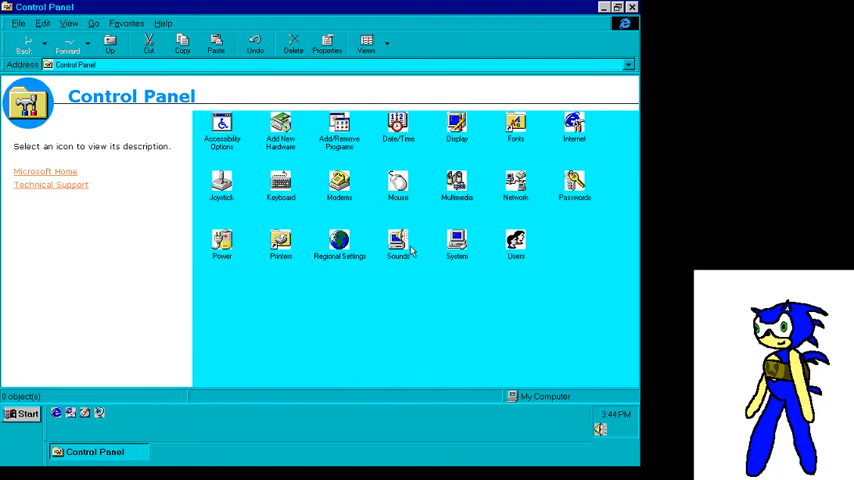 Control Panel
File Edit View Go Favorites Help
Back Forward Up Cut Copy Paste Undo Delete Properties Views
Address Control Panel
Control Panel
Select an icon to view its description.
Microsoft Home
Technical Support
Accessibility Options
Add New Hardware
Add/Remove Programs
Date/Time
Display
Fonts
Internet
Joystick
Keyboard
Modems
Mouse
Multimedia
Network
Passwords
Power
Printers
Regional Settings
Sounds
System
Users
0 object(s)
My Computer
Start
3:44 PM
Control Panel